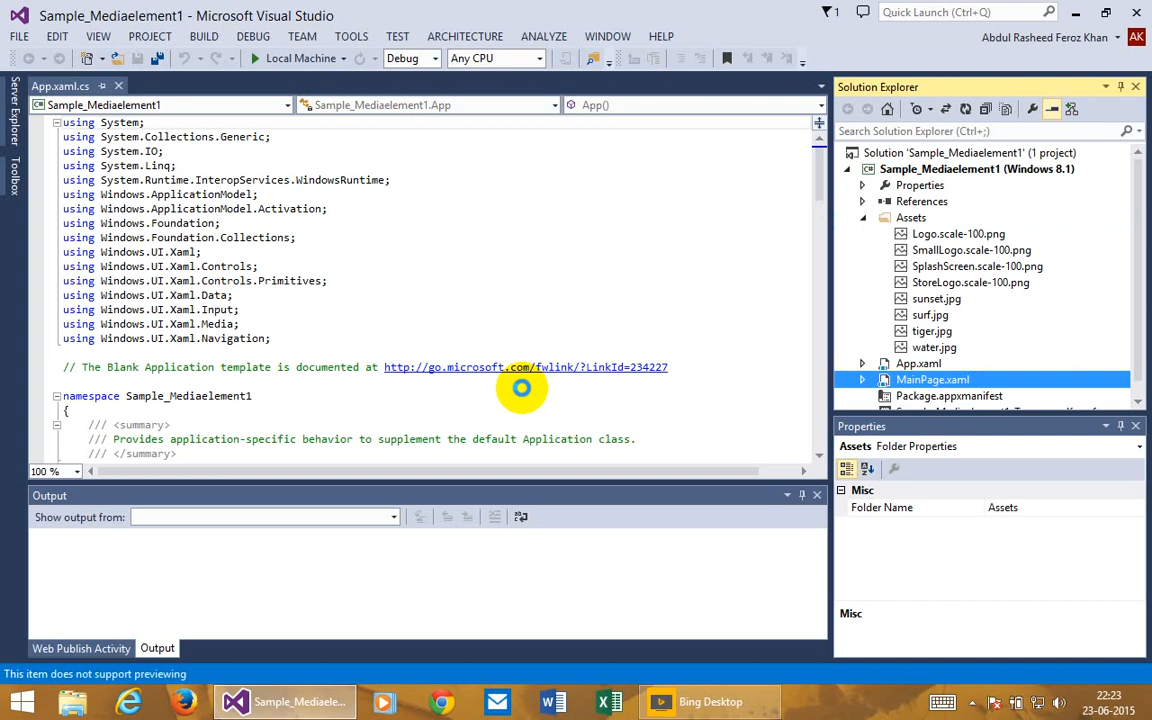 Sample_Mediaelement1 - Microsoft Visual Studio
1
Quick Launch (Ctrl+Q)
FILE EDIT VIEW PROJECT BUILD DEBUG TEAM TOOLS TEST ARCHITECTURE ANALYZE WINDOW HELP
Abdul Rasheed Feroz Khan AK
Local Machine Debug Any CPU
Server Explorer
Toolbox
App.xaml.cs
Sample_Mediaelement1 Sample_Mediaelement1.App App()
using System;
using System.Collections.Generic;
using System.IO;
using System.Linq;
using System.Runtime.InteropServices.WindowsRuntime;
using Windows.ApplicationModel;
using Windows.ApplicationModel.Activation;
using Windows.Foundation;
using Windows.Foundation.Collections;
using Windows.UI.Xaml;
using Windows.UI.Xaml.Controls;
using Windows.UI.Xaml.Controls.Primitives;
using Windows.UI.Xaml.Data;
using Windows.UI.Xaml.Input;
using Windows.UI.Xaml.Media;
using Windows.UI.Xaml.Navigation;
// The Blank Application template is documented at http://go.microsoft.com/fwlink/?LinkId=234227
namespace Sample_Mediaelement1
{
/// <summary>
/// Provides application-specific behavior to supplement the default Application class.
/// </summary>
100 %
Output
Show output from:
Web Publish Activity Output
Solution Explorer
Search Solution Explorer (Ctrl+;)
Solution 'Sample_Mediaelement1' (1 project)
Sample_Mediaelement1 (Windows 8.1)
Properties
References
Assets
Logo.scale-100.png
SmallLogo.scale-100.png
SplashScreen.scale-100.png
StoreLogo.scale-100.png
sunset.jpg
surf.jpg
tiger.jpg
water.jpg
App.xaml
MainPage.xaml
Package.appxmanifest
Properties
Assets Folder Properties
Misc
Folder Name Assets
Misc
This item does not support previewing
Sample_Mediaele...
Bing Desktop
22:23
23-06-2015